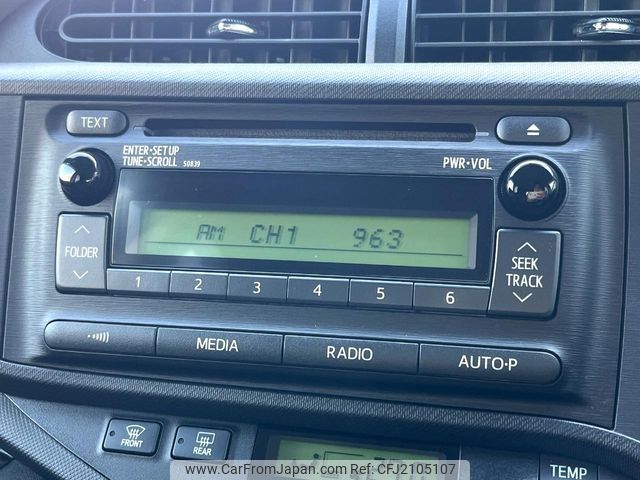 TEXT
ENTER·SETUP
TUNE·SCROLL 50839
PWR·VOL
AM CH1 963
FOLDER
SEEK
TRACK
1 2 3 4 5 6
MEDIA RADIO AUTO·P
FRONT REAR
TEMP
www.CarFromJapan.com REF No: CFJ2105107